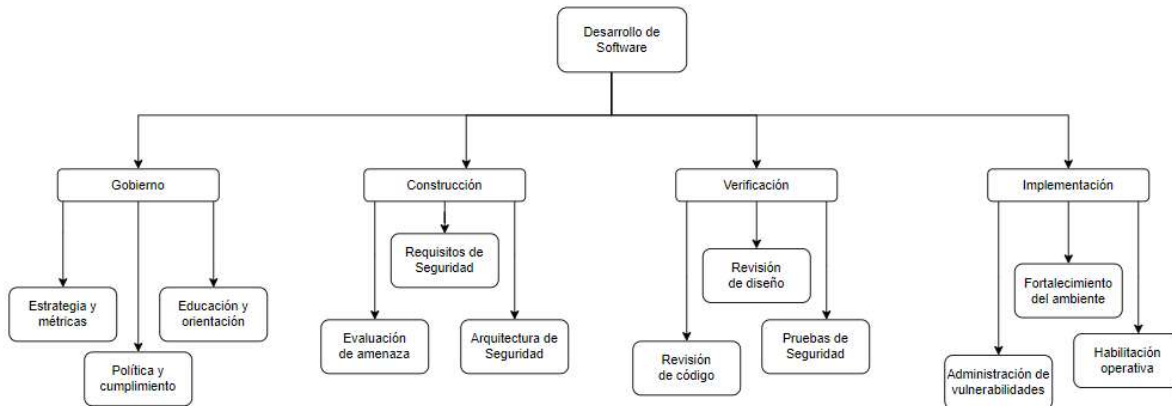 Desarrollo de
Software
Gobierno
Construcción
Verificación
Implementación
Estrategia y
métricas
Política y
cumplimiento
Educación y
orientación
Evaluación
de amenaza
Requisitos de
Seguridad
Arquitectura de
Seguridad
Revisión
de código
Revisión
de diseño
Pruebas de
Seguridad
Administración de
vulnerabilidades
Fortalecimiento
del ambiente
Habilitación
operativa